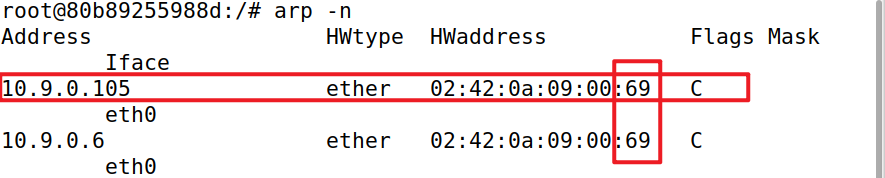 root@80b89255988d:/# arp -n
Address                  HWtype  HWaddress           Flags Mask
        Iface
10.9.0.105               ether   02:42:0a:09:00:69   C
        eth0
10.9.0.6                 ether   02:42:0a:09:00:69   C
        eth0